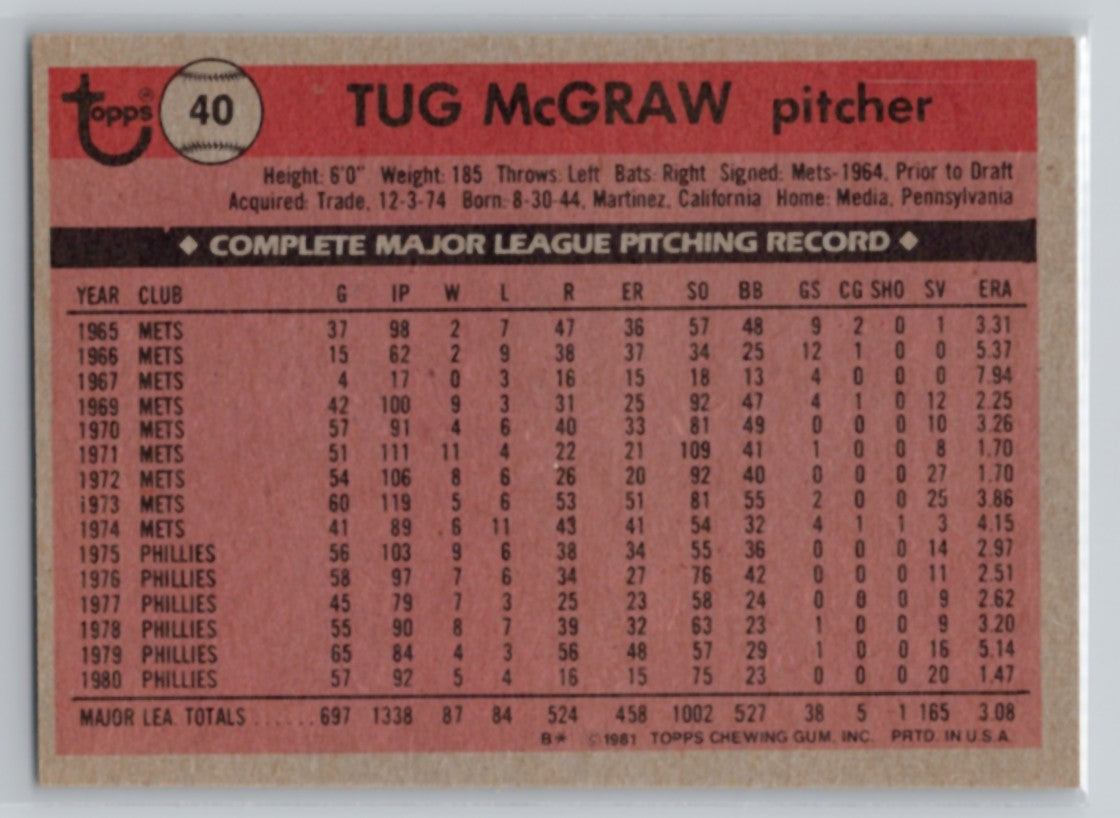 Topps® 40 TUG McGRAW pitcher
Height: 6'0" Weight: 185 Throws: Left Bats: Right Signed: Mets-1964, Prior to Draft
Acquired: Trade, 12-3-74 Born: 8-30-44, Martinez, California Home: Media, Pennsylvania
◆ COMPLETE MAJOR LEAGUE PITCHING RECORD ◆
YEAR CLUB G IP W L R ER SO BB GS CG SHO SV ERA
1965 METS 37 98 2 7 47 36 57 48 9 2 0 1 3.31
1966 METS 15 62 2 9 38 37 34 25 12 1 0 0 5.37
1967 METS 4 17 0 3 16 15 18 13 4 0 0 0 7.94
1969 METS 42 100 9 3 31 25 92 47 4 1 0 12 2.25
1970 METS 57 91 4 6 40 33 81 49 0 0 0 10 3.26
1971 METS 51 111 11 4 22 21 109 41 1 0 0 8 1.70
1972 METS 54 106 8 6 26 20 92 40 0 0 0 27 1.70
1973 METS 60 119 5 6 53 51 81 55 2 0 0 25 3.86
1974 METS 41 89 6 11 43 41 54 32 4 1 1 3 4.15
1975 PHILLIES 56 103 9 6 38 34 55 36 0 0 0 14 2.97
1976 PHILLIES 58 97 7 6 34 27 76 42 0 0 0 11 2.51
1977 PHILLIES 45 79 7 3 25 23 58 24 0 0 0 9 2.62
1978 PHILLIES 55 90 8 7 39 32 63 23 1 0 0 9 3.20
1979 PHILLIES 65 84 4 3 56 48 57 29 1 0 0 16 5.14
1980 PHILLIES 57 92 5 4 16 15 75 23 0 0 0 20 1.47
MAJOR LEA. TOTALS ...... 697 1338 87 84 524 458 1002 527 38 5 1 165 3.08
B* ©1981 TOPPS CHEWING GUM, INC. PRTD. IN U.S.A.